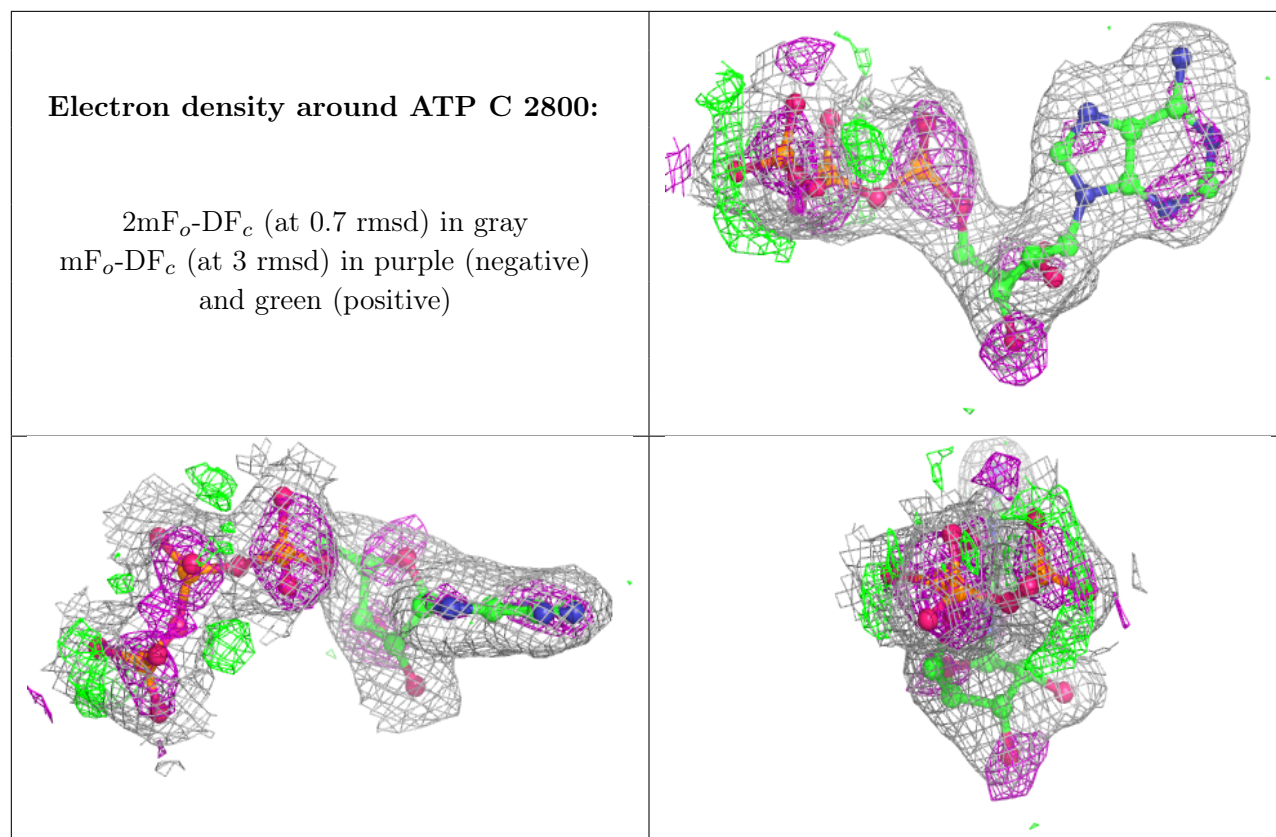 Electron density around ATP C 2800:
2mFₒ-DF𝒸 (at 0.7 rmsd) in gray
mFₒ-DF𝒸 (at 3 rmsd) in purple (negative)
and green (positive)